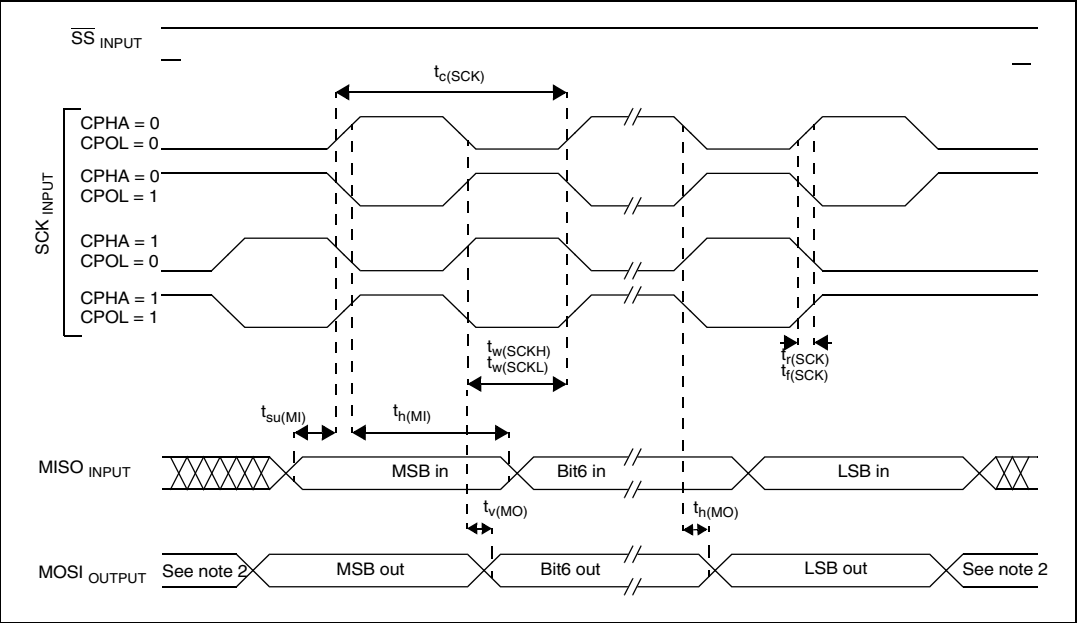 SS INPUT
tc(SCK)
SCK INPUT
CPHA = 0
CPOL = 0
CPHA = 0
CPOL = 1
CPHA = 1
CPOL = 0
CPHA = 1
CPOL = 1
tw(SCKH)
tw(SCKL)
tr(SCK)
tf(SCK)
tsu(MI)
th(MI)
MISO INPUT
MSB in
Bit6 in
LSB in
tv(MO)
th(MO)
MOSI OUTPUT
See note 2
MSB out
Bit6 out
LSB out
See note 2